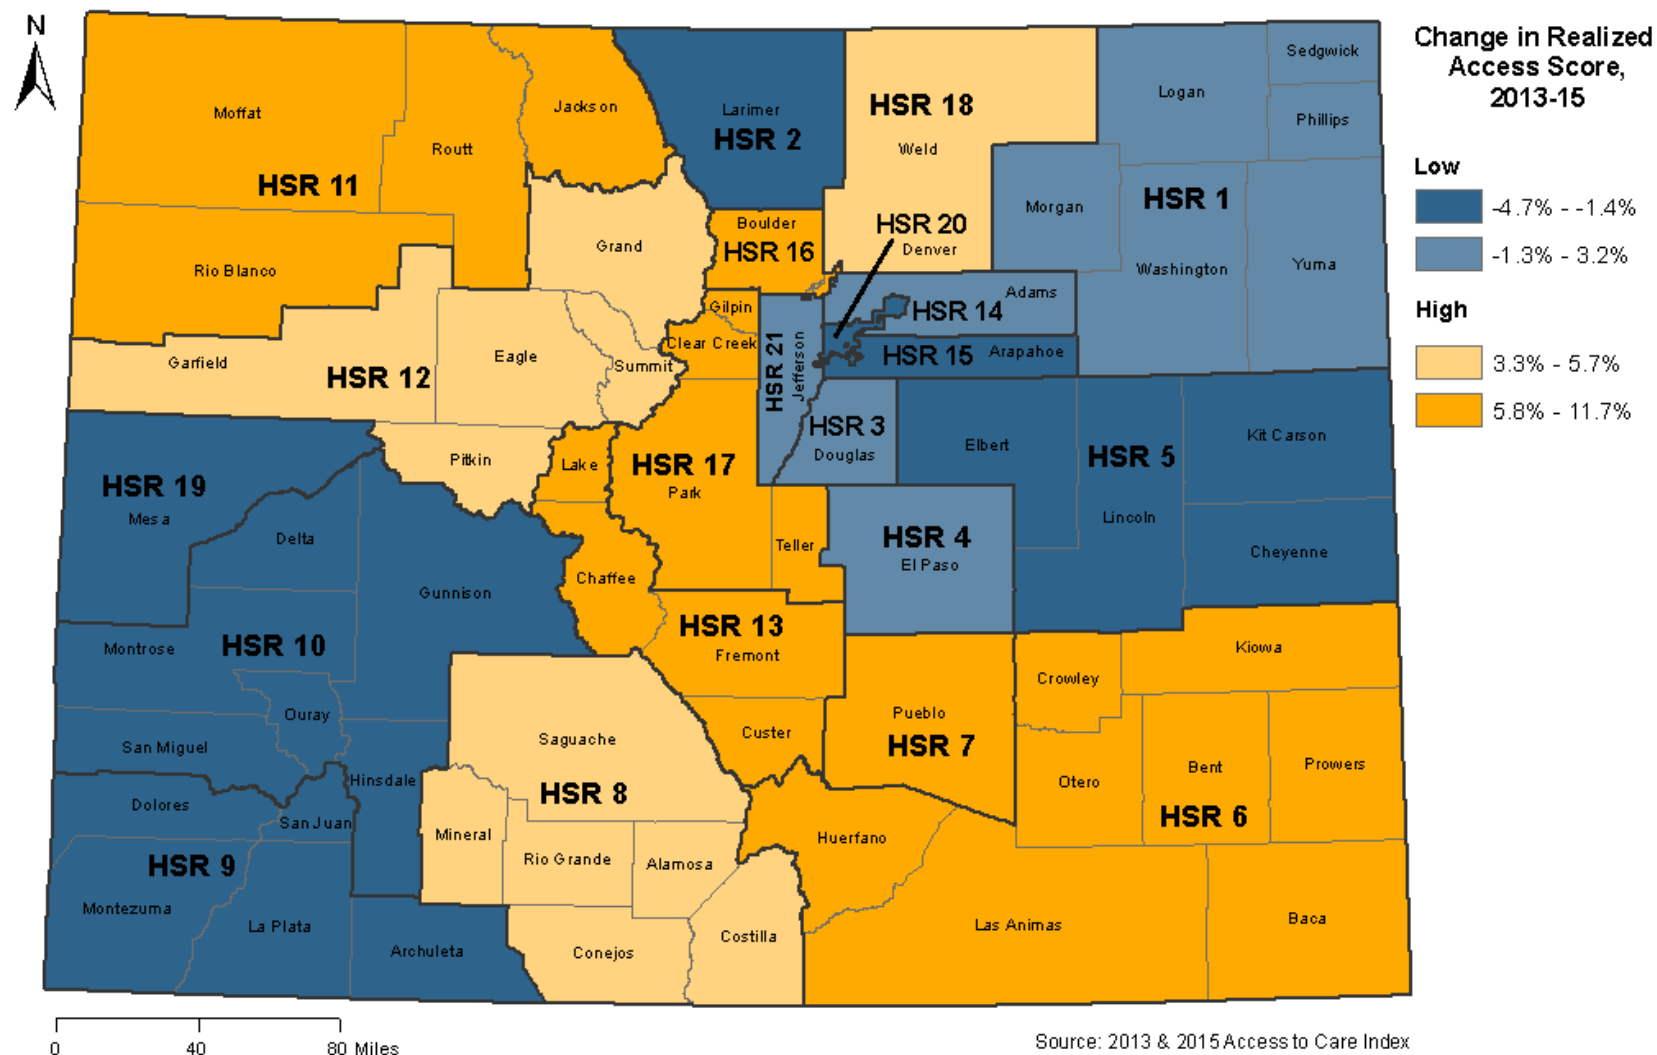 N
Change in Realized
Access Score,
2013-15
Low
-4.7% - -1.4%
-1.3% - 3.2%
High
3.3% - 5.7%
5.8% - 11.7%
Moffat
Routt
Jackson
Larimer
HSR 2
HSR 18
Weld
Logan
Sedgwick
Phillips
HSR 11
Rio Blanco
Grand
Boulder
HSR 16
HSR 20
Denver
Morgan
HSR 1
Washington
Yuma
Garfield
HSR 12
Eagle
Summit
Gilpin
Clear Creek
HSR 21
Jefferson
Adams
HSR 14
HSR 15
Arapahoe
Pitkin
Lake
HSR 17
Park
HSR 3
Douglas
Elbert
HSR 5
Lincoln
Kit Carson
Cheyenne
HSR 19
Mesa
Delta
Gunnison
Chaffee
Teller
HSR 4
El Paso
Montrose
HSR 10
Ouray
San Miguel
HSR 13
Fremont
Custer
Pueblo
HSR 7
Crowley
Kiowa
Otero
Bent
Prowers
HSR 6
Saguache
HSR 8
Hinsdale
Mineral
Rio Grande
Alamosa
Dolores
San Juan
HSR 9
Montezuma
La Plata
Archuleta
Conejos
Costilla
Huerfano
Las Animas
Baca
0 40 80 Miles
Source: 2013 & 2015 Access to Care Index